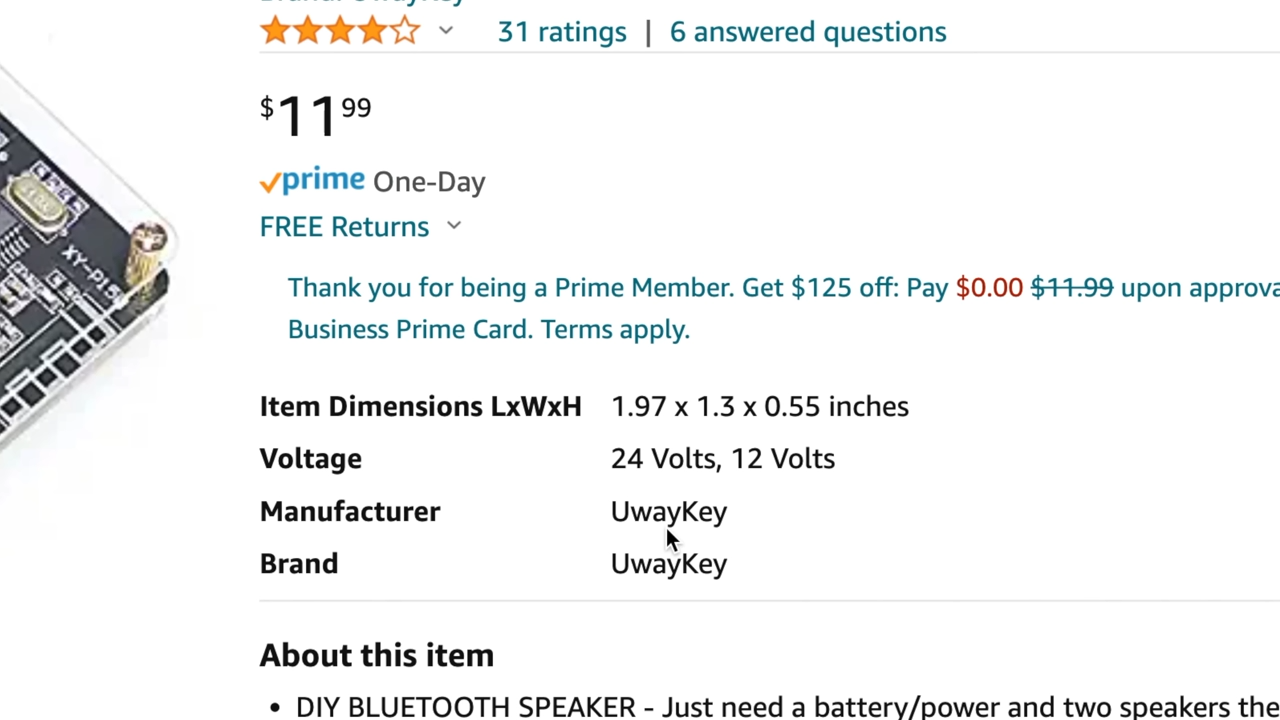 31 ratings | 6 answered questions
$11 99
prime One-Day
FREE Returns
Thank you for being a Prime Member. Get $125 off: Pay $0.00 $11.99 upon
Business Prime Card. Terms apply.
Item Dimensions LxWxH 1.97 x 1.3 x 0.55 inches
Voltage 24 Volts, 12 Volts
Manufacturer UwayKey
Brand UwayKey
About this item
• DIY BLUETOOTH SPEAKER - Just need a battery/power and two speakers